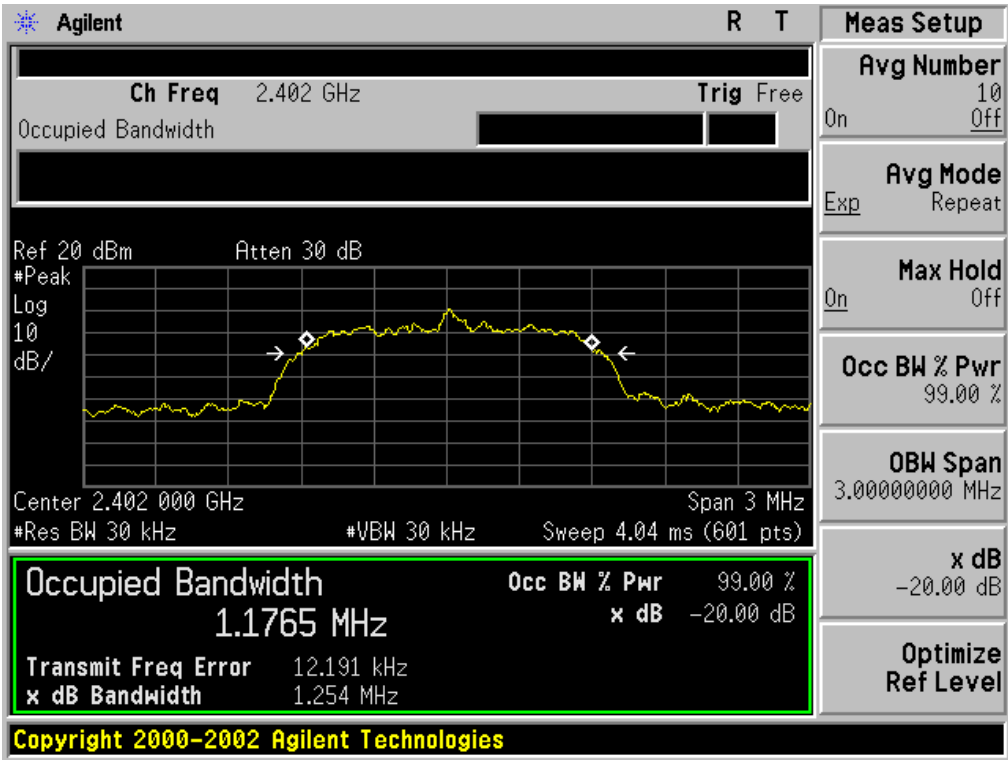 Agilent R T
Ch Freq 2.402 GHz Trig Free
Occupied Bandwidth
Ref 20 dBm Atten 30 dB
#Peak
Log
10
dB/
Center 2.402 000 GHz Span 3 MHz
#Res BW 30 kHz #VBW 30 kHz Sweep 4.04 ms (601 pts)
Occupied Bandwidth Occ BW % Pwr 99.00 %
1.1765 MHz x dB -20.00 dB
Transmit Freq Error 12.191 kHz
x dB Bandwidth 1.254 MHz
Copyright 2000-2002 Agilent Technologies
Meas Setup
Avg Number
10
On Off
Avg Mode
Exp Repeat
Max Hold
On Off
Occ BW % Pwr
99.00 %
OBW Span
3.00000000 MHz
x dB
-20.00 dB
Optimize
Ref Level